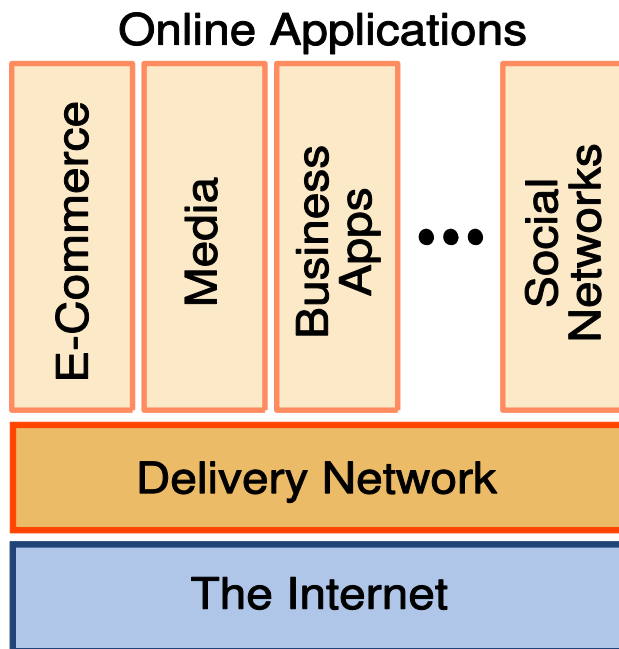 Online Applications
E-Commerce
Media
Business
Apps
•••
Social
Networks
Delivery Network
The Internet